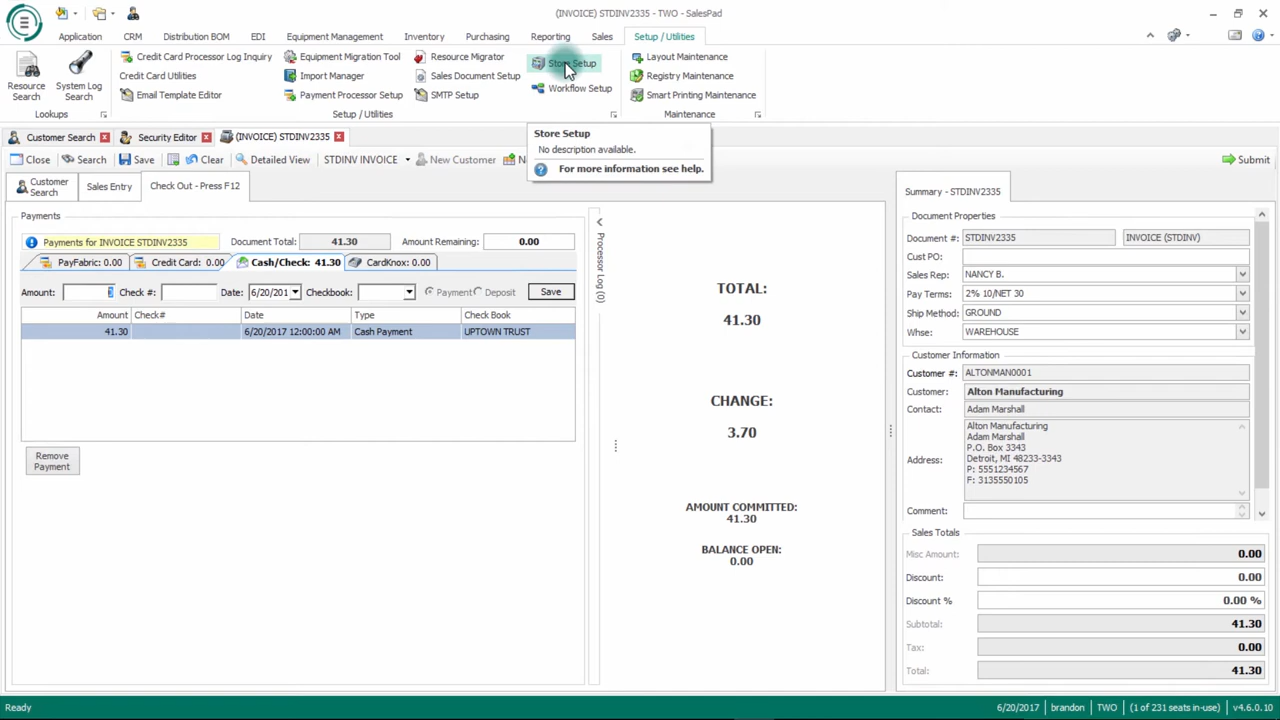 (INVOICE) STDINV2335 - TWO - SalesPad
Application CRM Distribution BOM EDI Equipment Management Inventory Purchasing Reporting Sales Setup / Utilities
Resource Search
System Log Search
Lookups
Credit Card Processor Log Inquiry
Credit Card Utilities
Email Template Editor
Equipment Migration Tool
Import Manager
Payment Processor Setup
Resource Migrator
Sales Document Setup
SMTP Setup
Store Setup
Workflow Setup
Setup / Utilities
Layout Maintenance
Registry Maintenance
Smart Printing Maintenance
Maintenance
Store Setup
No description available.
For more information see help.
Customer Search Security Editor (INVOICE) STDINV2335
Close Search Save Clear Detailed View STDINV INVOICE New Customer N Submit
Customer Search
Sales Entry
Check Out - Press F12
Payments
Payments for INVOICE STDINV2335 Document Total: 41.30 Amount Remaining: 0.00
PayFabric: 0.00 Credit Card: 0.00 Cash/Check: 41.30 CardKnox: 0.00
Amount: Check #: Date: 6/20/201 Checkbook: Payment Deposit Save
Amount Check# Date Type Check Book
41.30 6/20/2017 12:00:00 AM Cash Payment UPTOWN TRUST
Remove Payment
Processor Log (0)
TOTAL:
41.30
CHANGE:
3.70
AMOUNT COMMITTED:
41.30
BALANCE OPEN:
0.00
Summary - STDINV2335
Document Properties
Document #: STDINV2335 INVOICE (STDINV)
Cust PO:
Sales Rep: NANCY B.
Pay Terms: 2% 10/NET 30
Ship Method: GROUND
Whse: WAREHOUSE
Customer Information
Customer #: ALTONMAN0001
Customer: Alton Manufacturing
Contact: Adam Marshall
Address:
Alton Manufacturing
Adam Marshall
P.O. Box 3343
Detroit, MI 48233-3343
P: 5551234567
F: 3135550105
Comment:
Sales Totals
Misc Amount: 0.00
Discount: 0.00
Discount % 0.00 %
Subtotal: 41.30
Tax: 0.00
Total: 41.30
Ready 6/20/2017 brandon TWO (1 of 231 seats in-use) v4.6.0.10